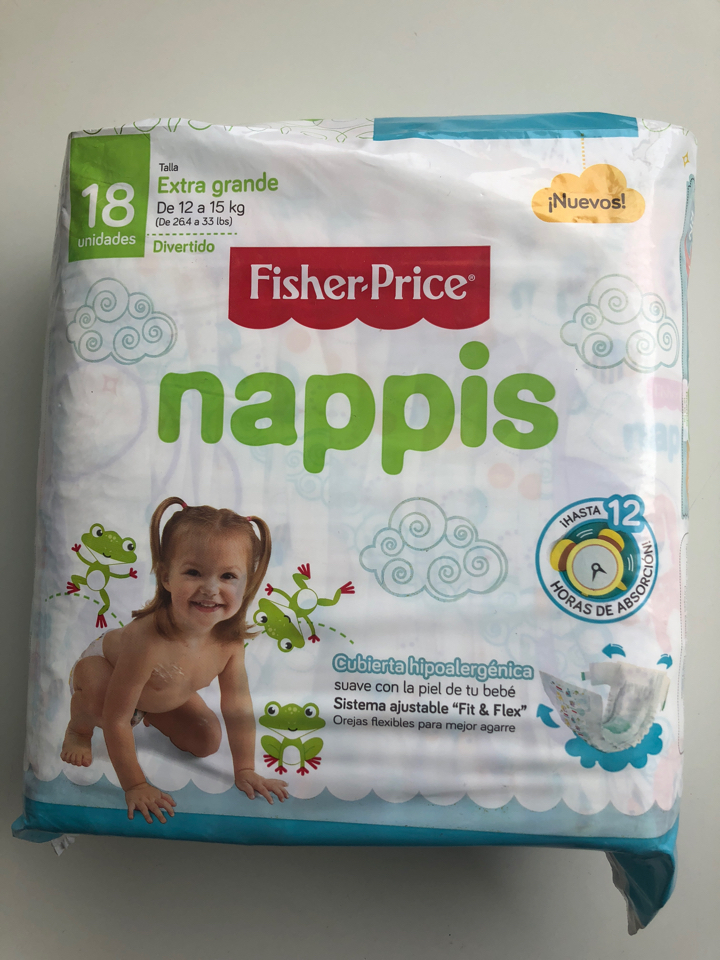 18
unidades
Talla
Extra grande
De 12 a 15 kg
(De 26.4 a 33 lbs)
Divertido
¡Nuevos!
Fisher-Price®
nappis
¡HASTA 12
HORAS DE ABSORCIÓN!
Cubierta hipoalergénica
suave con la piel de tu bebé
Sistema ajustable "Fit & Flex"
Orejas flexibles para mejor agarre